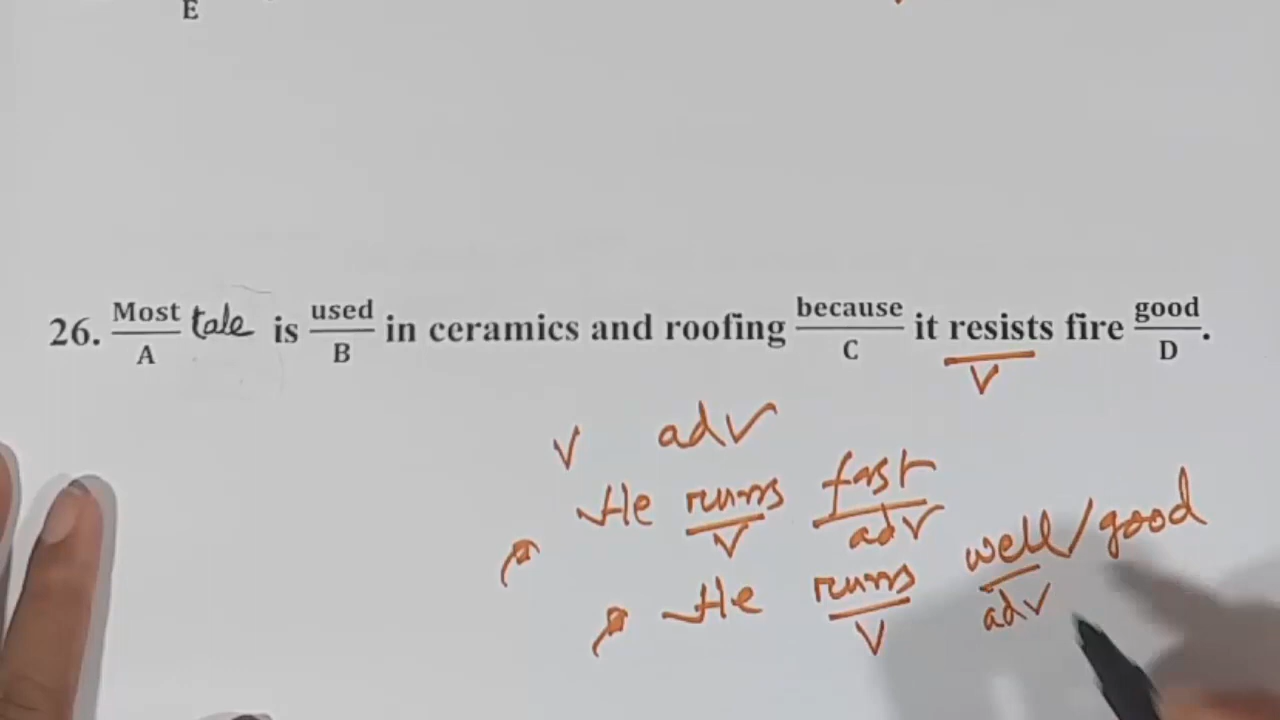 E
26. Most tale is used in ceramics and roofing because it resists fire good.
A B C D
V
V adv
He runs fast
V adv
He runs well/good
V adv